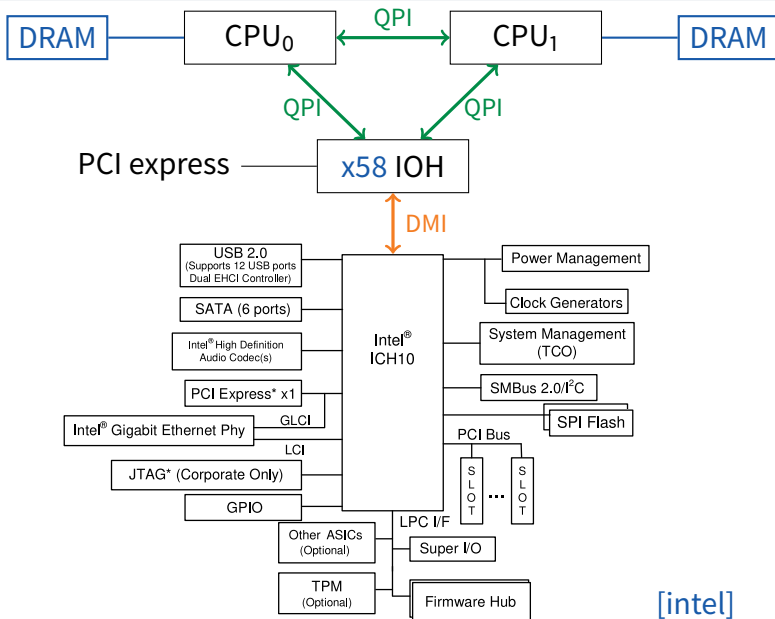 QPI
DRAM
CPU₀
CPU₁
DRAM
QPI
QPI
PCI express
x58 IOH
DMI
USB 2.0
(Supports 12 USB ports
Dual EHCI Controller)
Power Management
SATA (6 ports)
Clock Generators
Intel® High Definition
Audio Codec(s)
Intel®
ICH10
System Management
(TCO)
PCI Express* x1
SMBus 2.0/I²C
GLCI
Intel® Gigabit Ethernet Phy
SPI Flash
LCI
PCI Bus
JTAG* (Corporate Only)
SLOT
...
SLOT
GPIO
LPC I/F
Other ASICs
(Optional)
Super I/O
TPM
(Optional)
Firmware Hub
[intel]